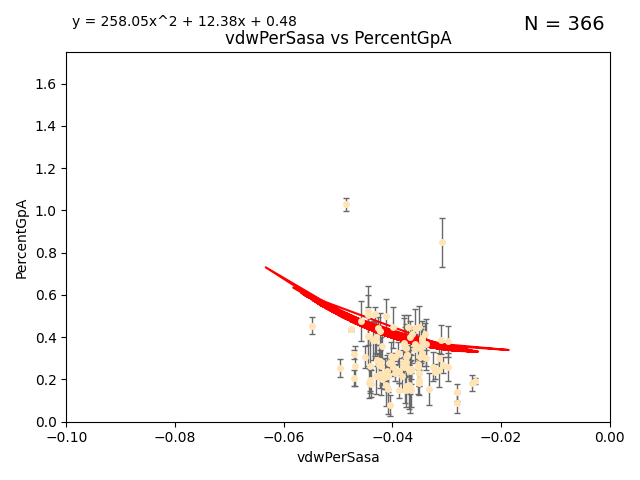 y = 258.05x^2 + 12.38x + 0.48
N = 366
vdwPerSasa vs PercentGpA
PercentGpA
1.6
1.4
1.2
1.0
0.8
0.6
0.4
0.2
0.0
−0.10 −0.08 −0.06 −0.04 −0.02 0.00
vdwPerSasa